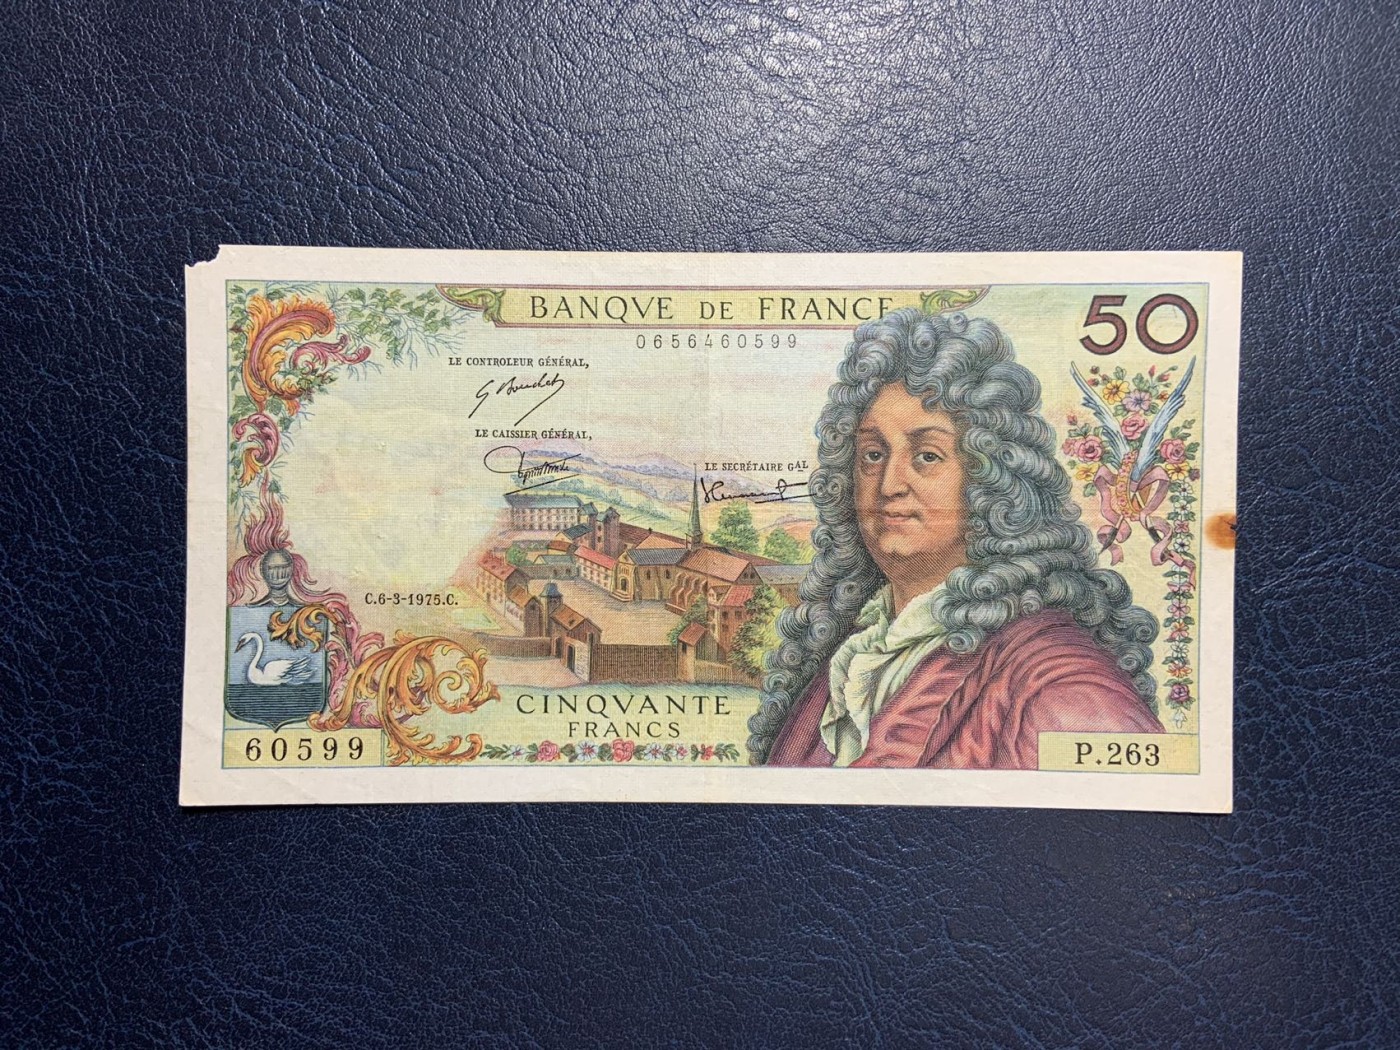 BANQVE DE FRANCE
50
0656460599
LE CONTROLEUR GÉNÉRAL,
G Bouchet
LE CAISSIER GÉNÉRAL,
LE SECRÉTAIRE GAL
C.6-3-1975.C.
CINQVANTE
FRANCS
60599
P.263